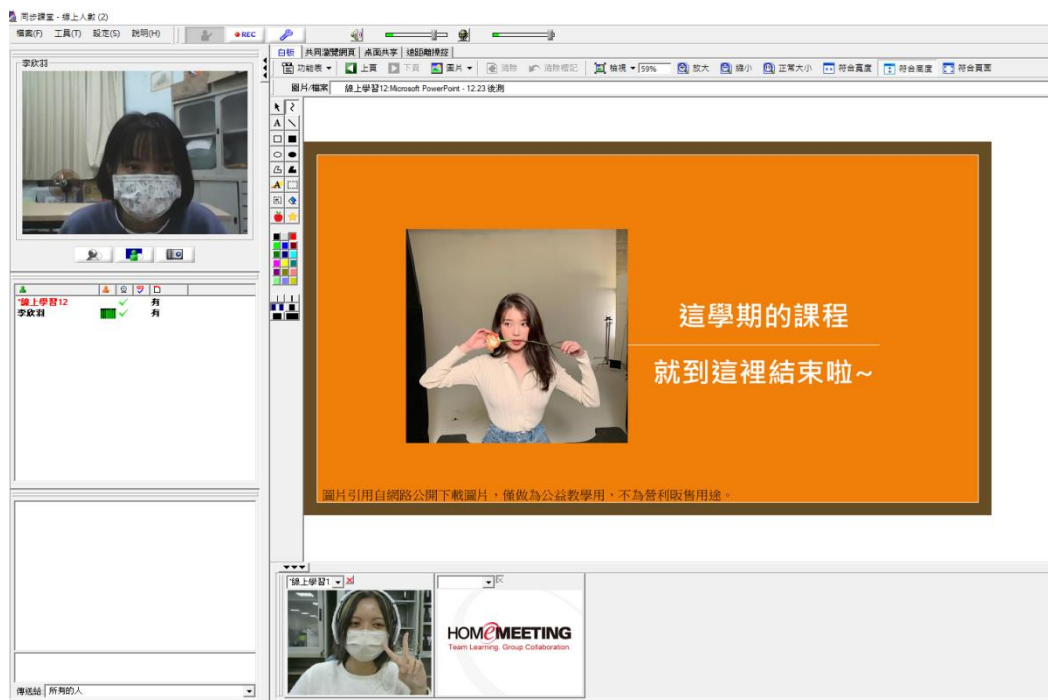 同步課堂 - 線上人數 (2)
檔案(F) 工具(T) 設定(S) 說明(H)
REC
李欣羽
白板 共同瀏覽網頁 桌面共享 遠距離操控
功能表 上頁 下頁 圖片 清除 清除標記 檢視 59% 放大 縮小 正常大小 符合寬度 符合高度 符合頁面
圖片/檔案 線上學習12:Microsoft PowerPoint - 12.23 後測
*線上學習12 有
李欣羽 有
這學期的課程
就到這裡結束啦~
圖片引用自網路公開下載圖片，僅做為公益教學用，不為營利販售用途。
*線上學習1
HOMEMEETING
Team Learning. Group Collaboration.
傳送給: 所有的人